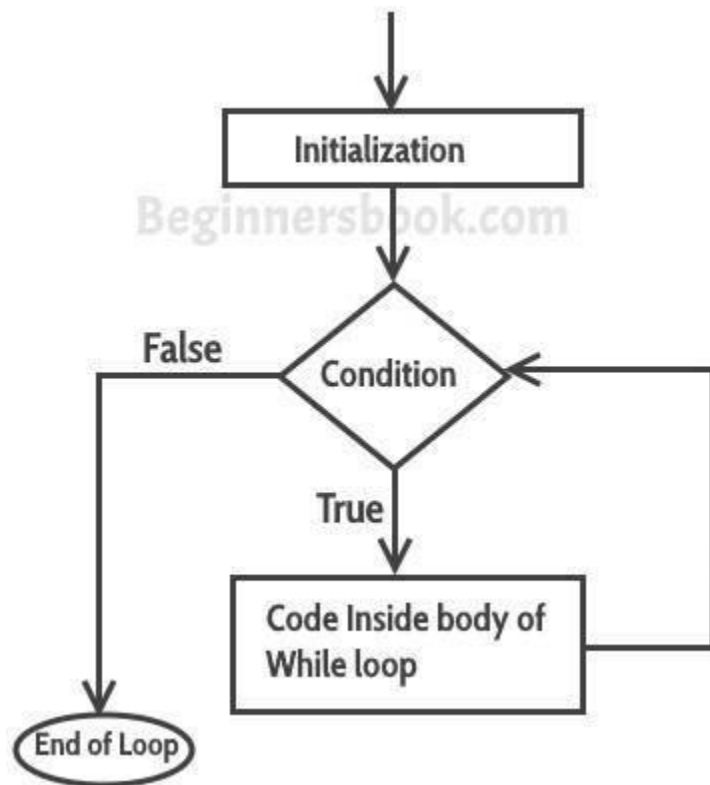 Initialization
Beginnersbook.com
False
Condition
True
Code Inside body of
While loop
End of Loop